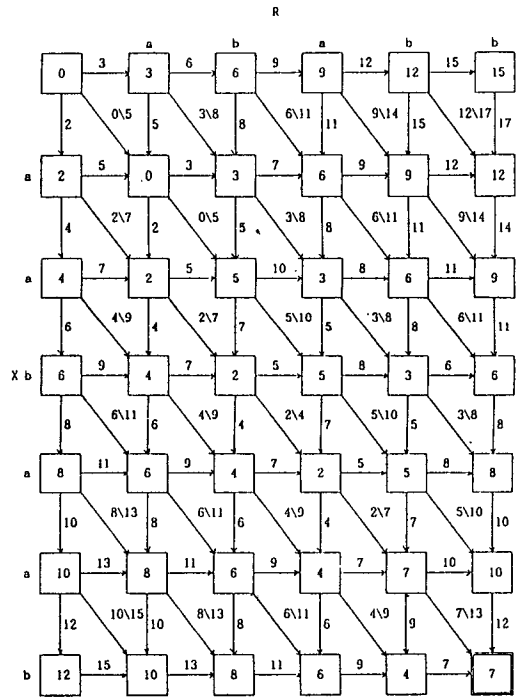 R
a b a b b
0 3 3 6 6 9 9 12 12 15 15
2 0\5 5 3\8 8 6\11 11 9\14 15 12\17 17
a 2 5 0 3 3 7 6 9 9 12 12
4 2\7 2 0\5 5 3\8 8 6\11 11 9\14 14
a 4 7 2 5 5 10 3 8 6 11 9
6 4\9 4 2\7 7 5\10 5 3\8 8 6\11 11
X b 6 9 4 7 2 5 5 8 3 6 6
8 6\11 6 4\9 4 2\4 7 5\10 5 3\8 8
a 8 11 6 9 4 7 2 5 5 8 8
10 8\13 8 6\11 6 4\9 4 2\7 7 5\10 10
a 10 13 8 11 6 9 4 7 7 10 10
12 10\15 10 8\13 8 6\11 6 4\9 9 7\13 12
b 12 15 10 13 8 11 6 9 4 7 7